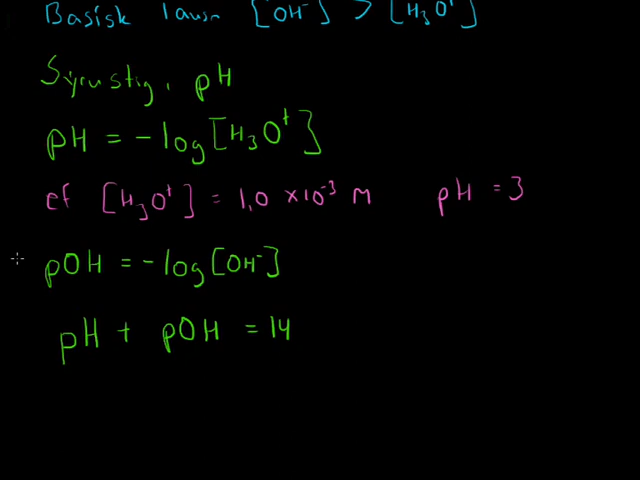 Basisk lausn [OH⁻] > [H₃O⁺]
Sýrustig, pH
pH = -log[H₃O⁺]
ef [H₃O⁺] = 1,0 ×10⁻³ M pH = 3
pOH = -log[OH⁻]
pH + pOH = 14